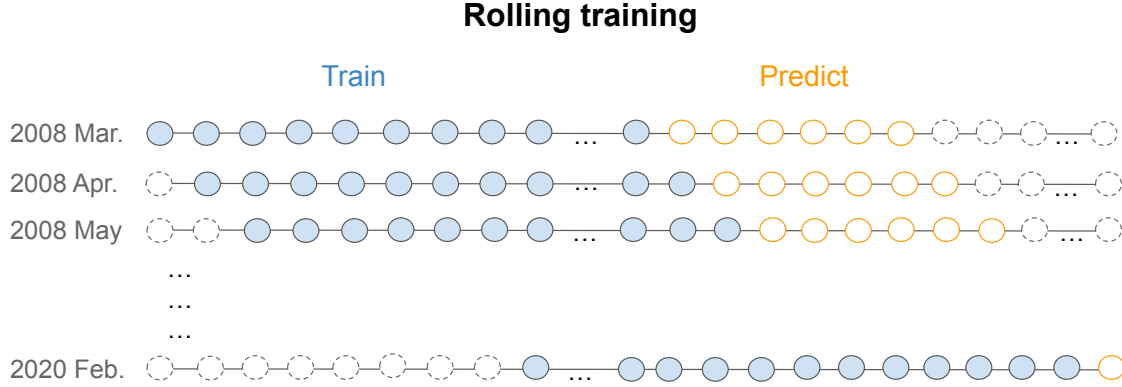 Rolling training
Train Predict
2008 Mar. ... ...
2008 Apr. ... ...
2008 May ... ...
...
...
...
2020 Feb. ...